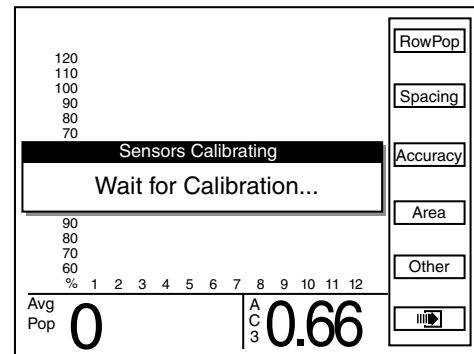 120
110
100
90
80
70
Sensors Calibrating
Wait for Calibration...
90
80
70
60
% 1 2 3 4 5 6 7 8 9 10 11 12
Avg
Pop
0
A
C
3
0.66
RowPop
Spacing
Accuracy
Area
Other